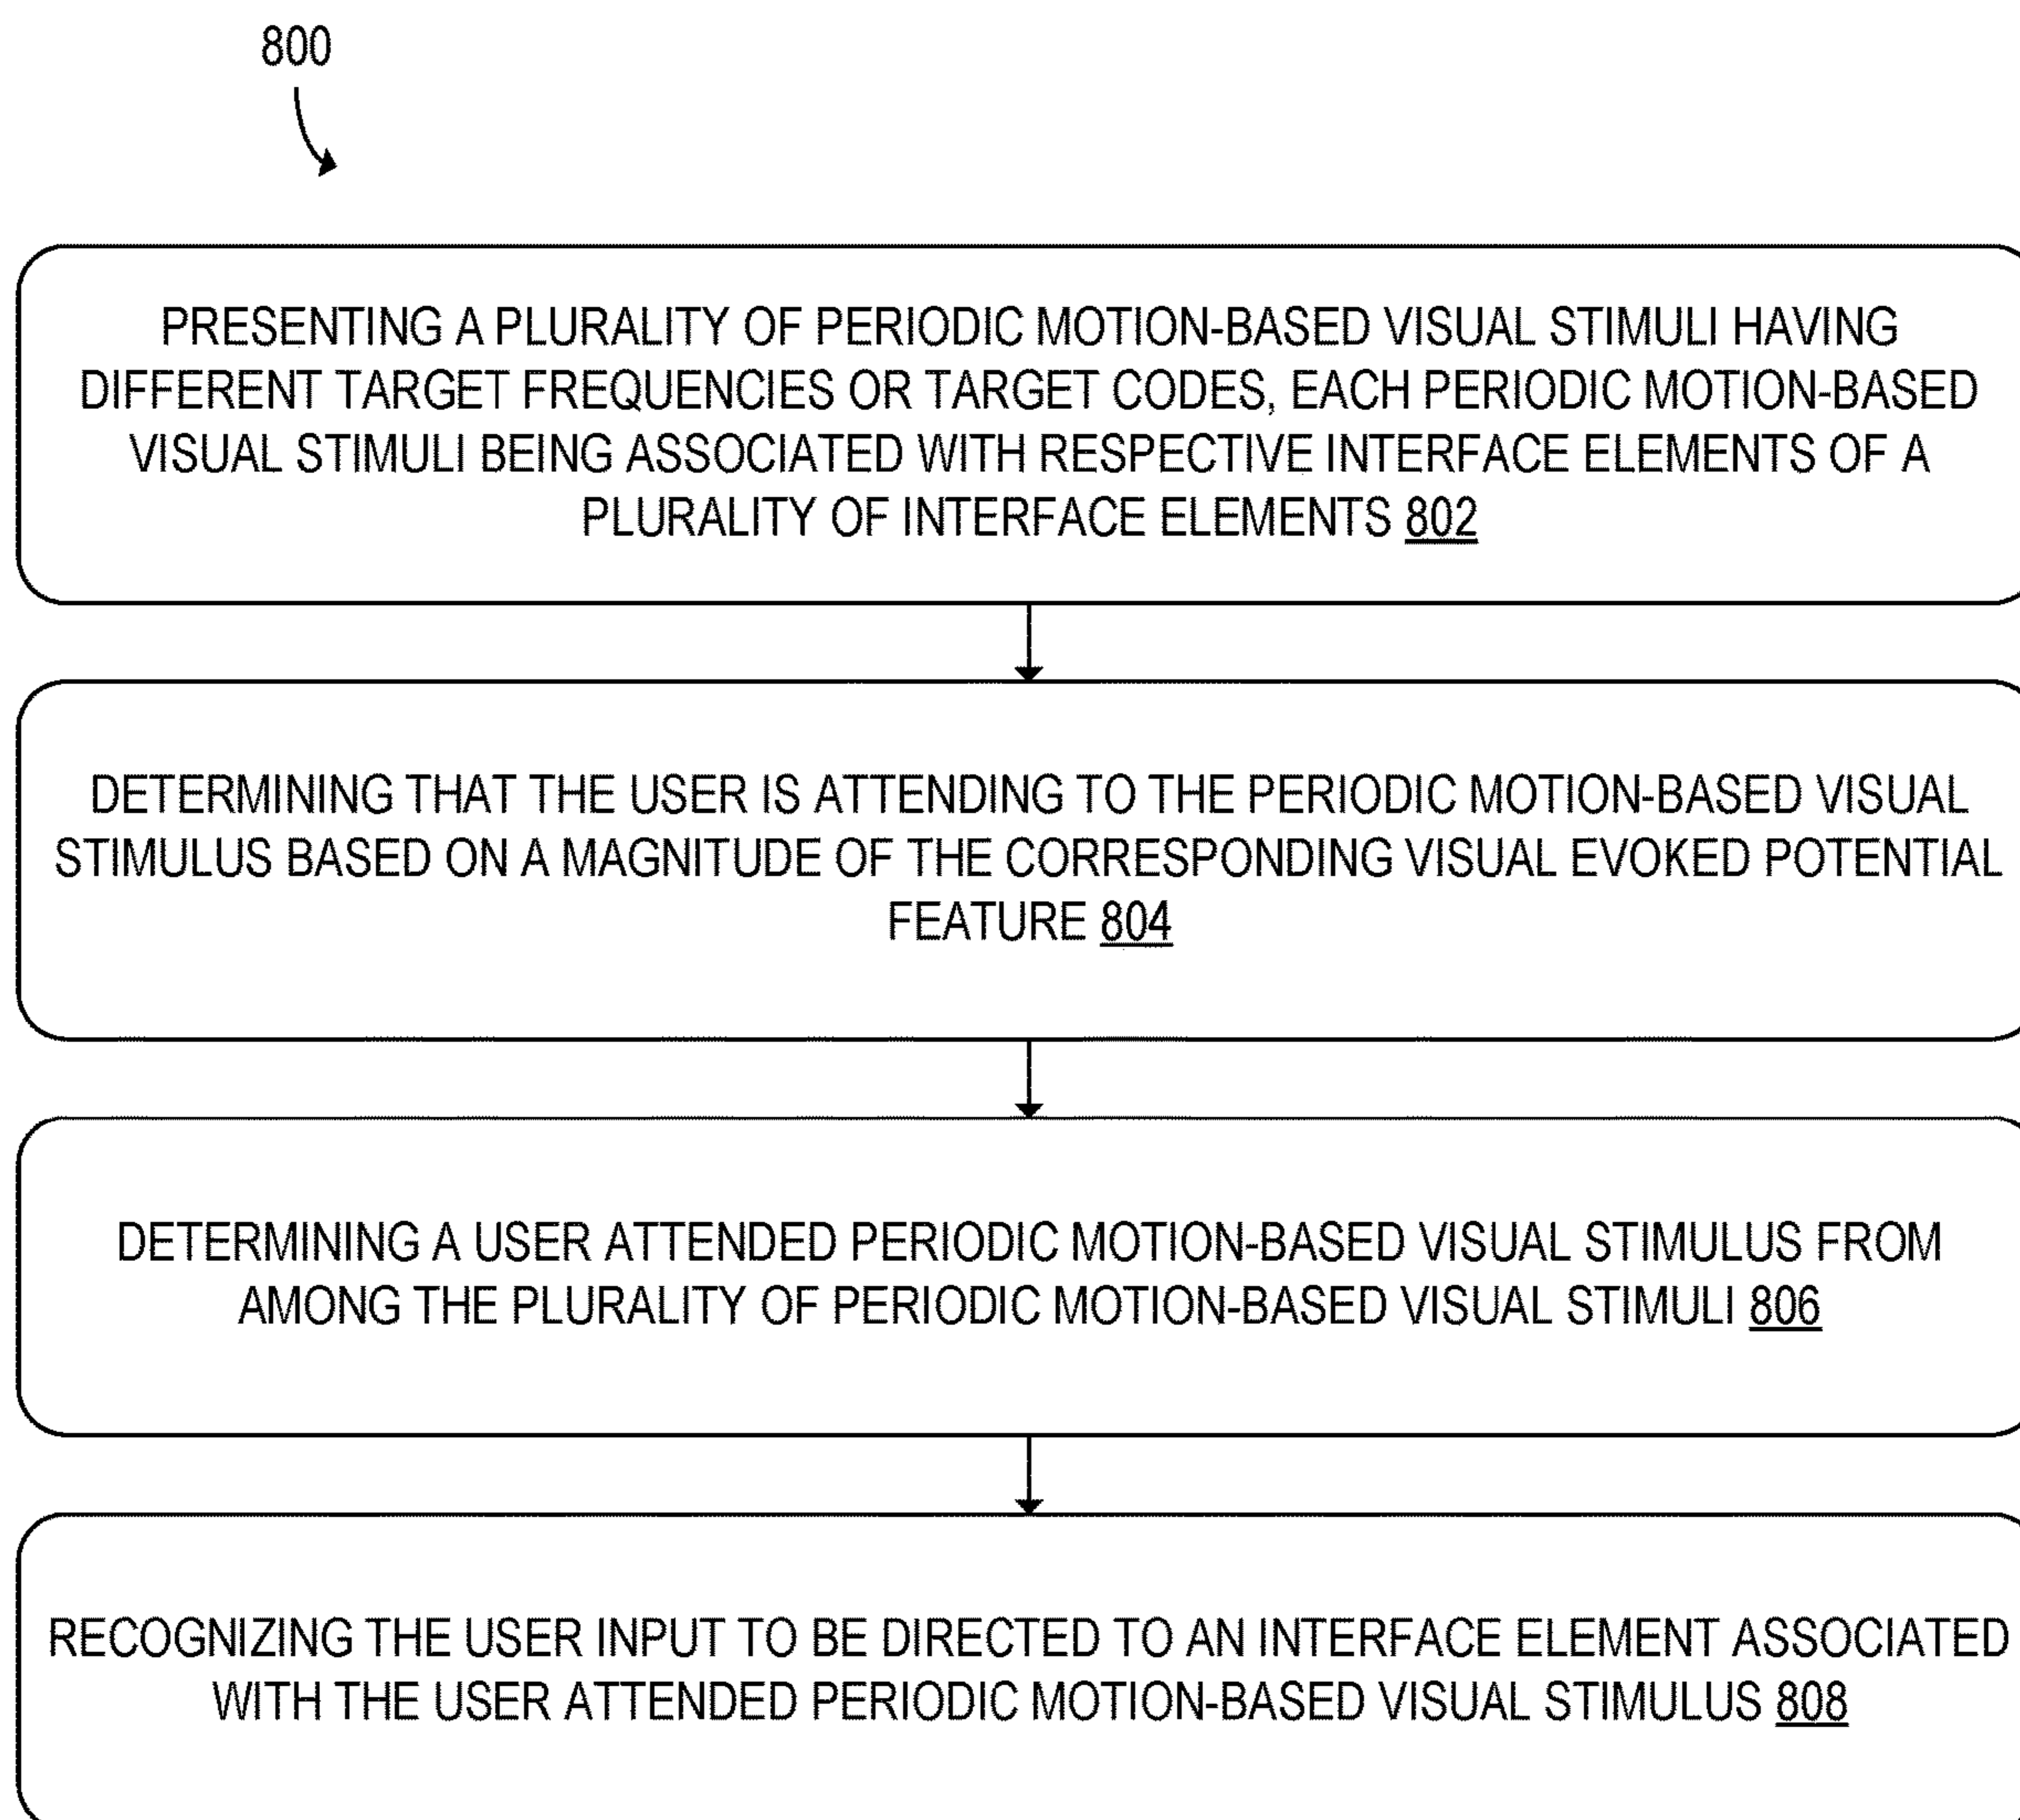 800
PRESENTING A PLURALITY OF PERIODIC MOTION-BASED VISUAL STIMULI HAVING
DIFFERENT TARGET FREQUENCIES OR TARGET CODES, EACH PERIODIC MOTION-BASED
VISUAL STIMULI BEING ASSOCIATED WITH RESPECTIVE INTERFACE ELEMENTS OF A
PLURALITY OF INTERFACE ELEMENTS 802
DETERMINING THAT THE USER IS ATTENDING TO THE PERIODIC MOTION-BASED VISUAL
STIMULUS BASED ON A MAGNITUDE OF THE CORRESPONDING VISUAL EVOKED POTENTIAL
FEATURE 804
DETERMINING A USER ATTENDED PERIODIC MOTION-BASED VISUAL STIMULUS FROM
AMONG THE PLURALITY OF PERIODIC MOTION-BASED VISUAL STIMULI 806
RECOGNIZING THE USER INPUT TO BE DIRECTED TO AN INTERFACE ELEMENT ASSOCIATED
WITH THE USER ATTENDED PERIODIC MOTION-BASED VISUAL STIMULUS 808